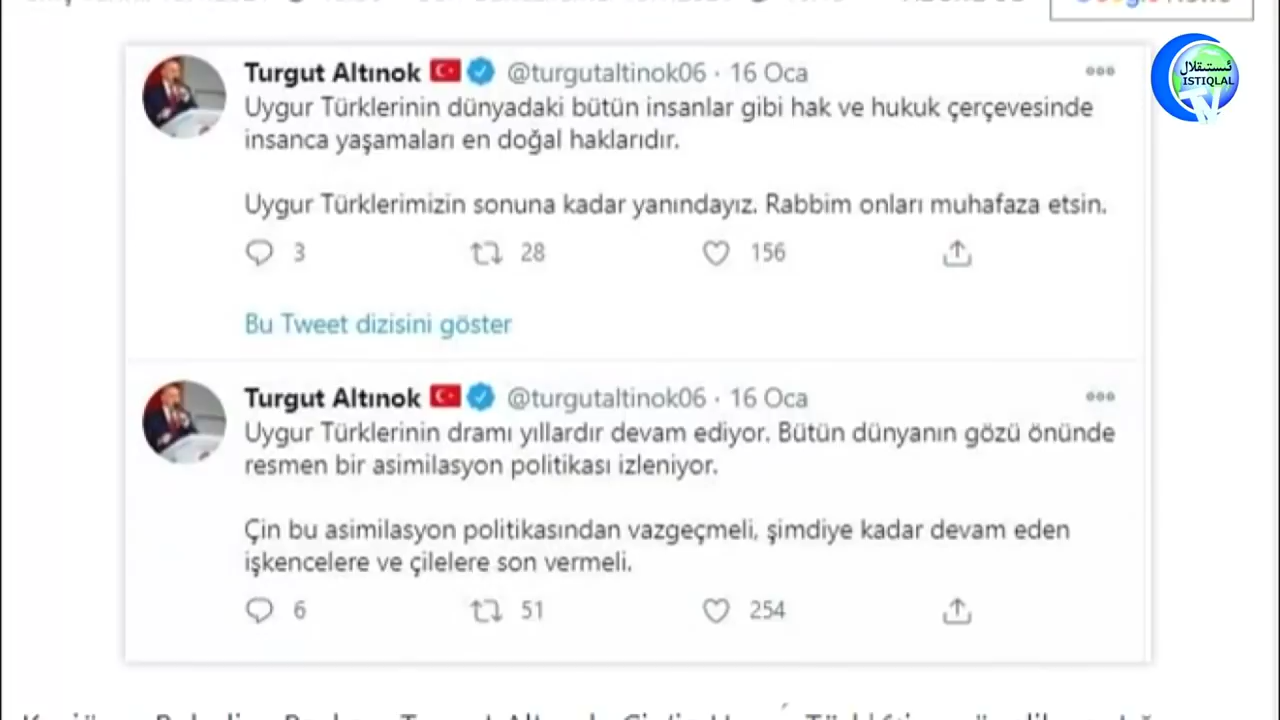 Turgut Altınok @turgutaltinok06 · 16 Oca
Uygur Türklerinin dünyadaki bütün insanlar gibi hak ve hukuk çerçevesinde
insanca yaşamaları en doğal haklarıdır.
Uygur Türklerimizin sonuna kadar yanındayız. Rabbim onları muhafaza etsin.
3 28 156
Bu Tweet dizisini göster
Turgut Altınok @turgutaltinok06 · 16 Oca
Uygur Türklerinin dramı yıllardır devam ediyor. Bütün dünyanın gözü önünde
resmen bir asimilasyon politikası izleniyor.
Çin bu asimilasyon politikasından vazgeçmeli, şimdiye kadar devam eden
işkencelere ve çilelere son vermeli.
6 51 254
ئىستىقلال
ISTIQLAL
TV